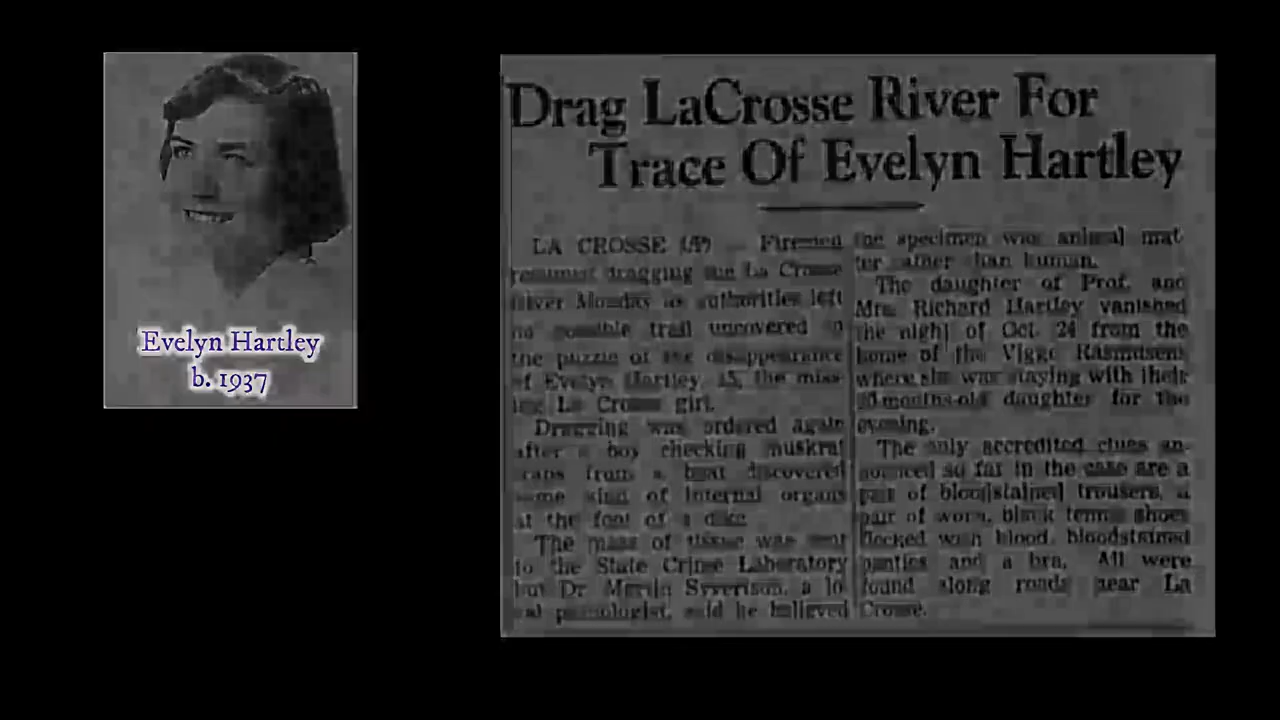 Evelyn Hartley
b. 1937
Drag LaCrosse River For
Trace Of Evelyn Hartley
LA CROSSE (AP) — Firemen
resumed dragging the La Crosse
River Monday as authorities left
no possible trail uncovered in
the puzzle of the disappearance
of Evelyn Hartley, 15, the miss-
ing La Crosse girl.
Dragging was ordered again
after a boy checking muskrat
traps from a boat discovered
some kind of internal organs
at the foot of a dike.
The mass of tissue was sent
to the State Crime Laboratory
but Dr. a lo-
cal pathologist, said he believed
the specimen was animal mat-
ter rather than human.
The daughter of Prof. and
Mrs. Richard Hartley vanished
the night of Oct. 24 from the
home of the Viggo Rasmusens
where she was staying with their
20-months-old daughter for the
evening.
The only accredited clues an-
nounced so far in the case are a
pair of bloodstained trousers, a
pair of worn, black tennis shoes
flecked with blood, bloodstained
panties and a bra. All were
found along roads near La
Crosse.